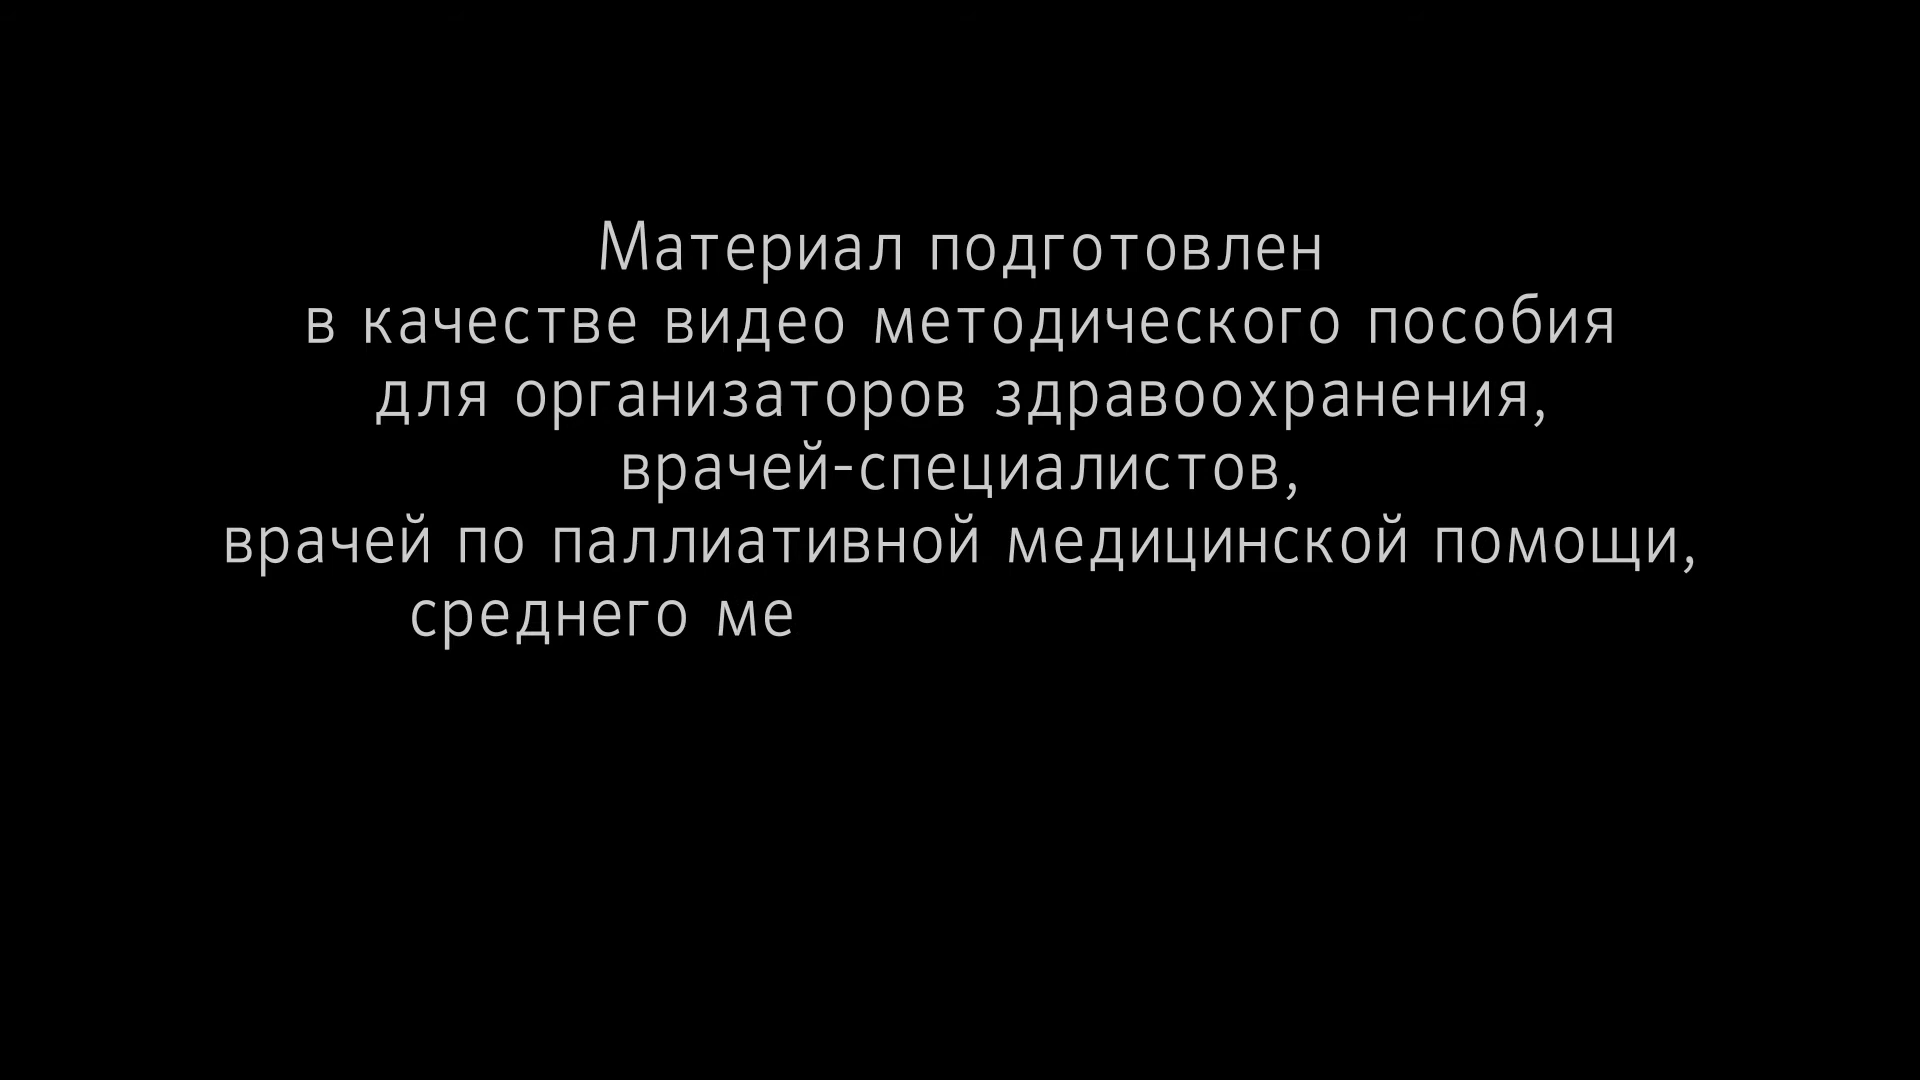 Материал подготовлен
в качестве видео методического пособия
для организаторов здравоохранения,
врачей-специалистов,
врачей по паллиативной медицинской помощи,
среднего ме